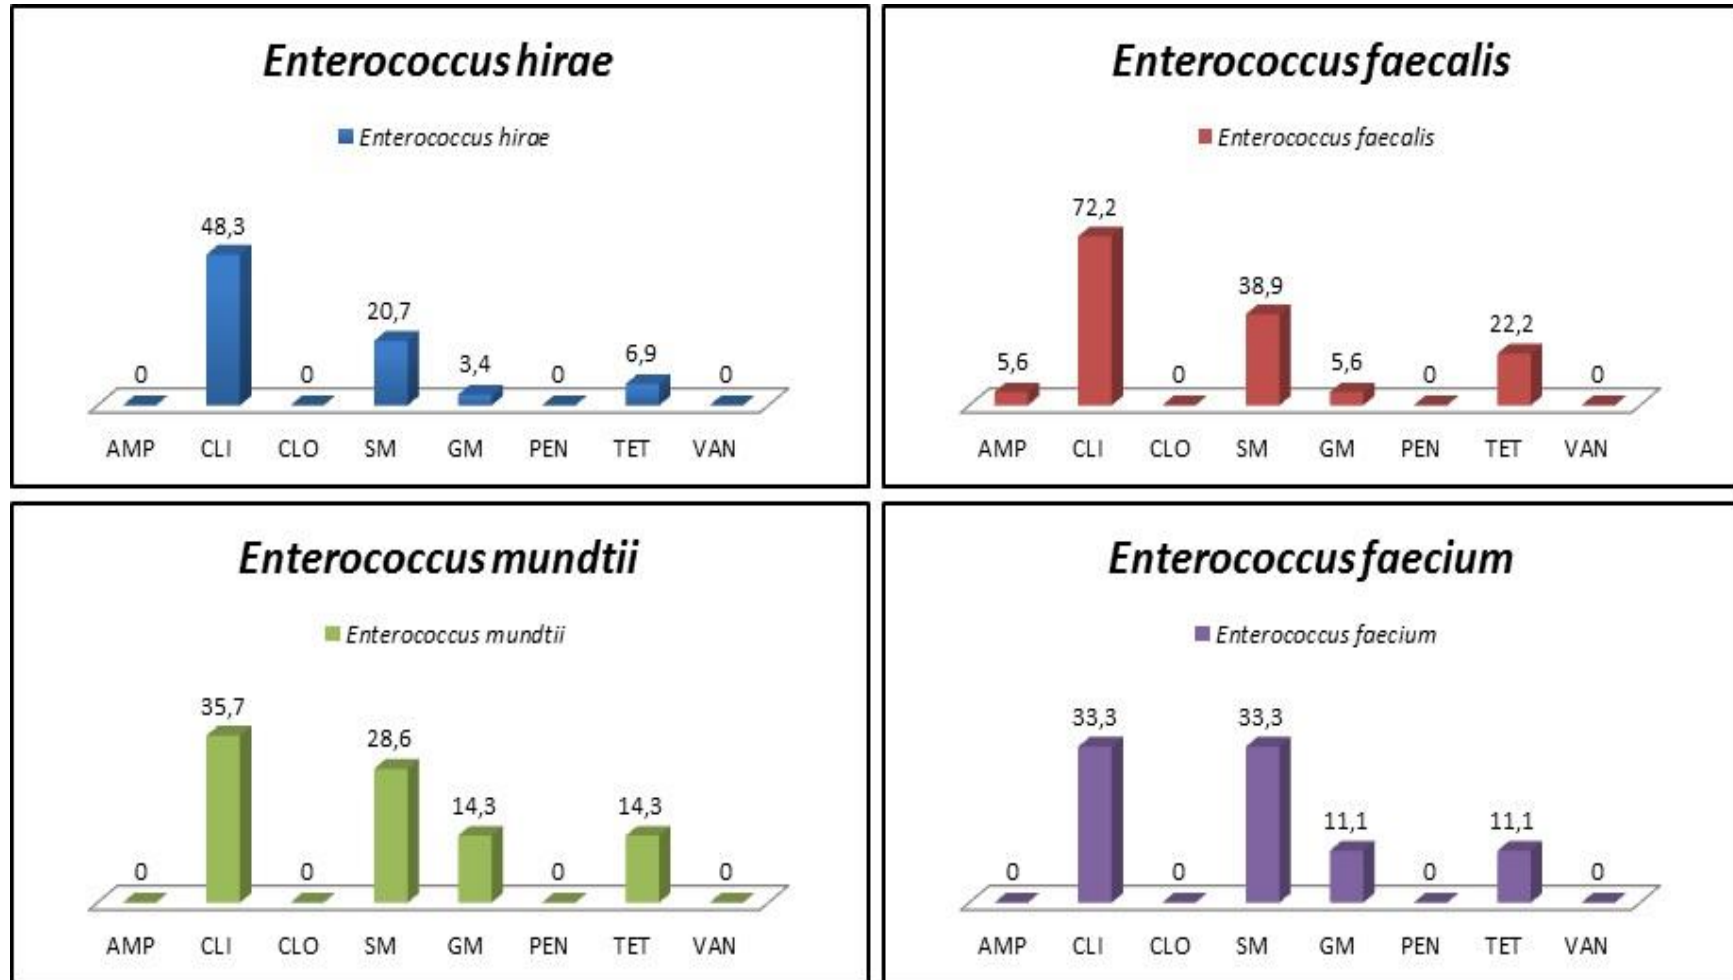 Enterococcus hirae
Enterococcus hirae
48,3
20,7
6,9
3,4
0 0 0 0
AMP CLI CLO SM GM PEN TET VAN
Enterococcus faecalis
Enterococcus faecalis
72,2
38,9
22,2
5,6 5,6
0 0 0
AMP CLI CLO SM GM PEN TET VAN
Enterococcus mundtii
Enterococcus mundtii
35,7
28,6
14,3 14,3
0 0 0 0
AMP CLI CLO SM GM PEN TET VAN
Enterococcus faecium
Enterococcus faecium
33,3 33,3
11,1 11,1
0 0 0 0
AMP CLI CLO SM GM PEN TET VAN